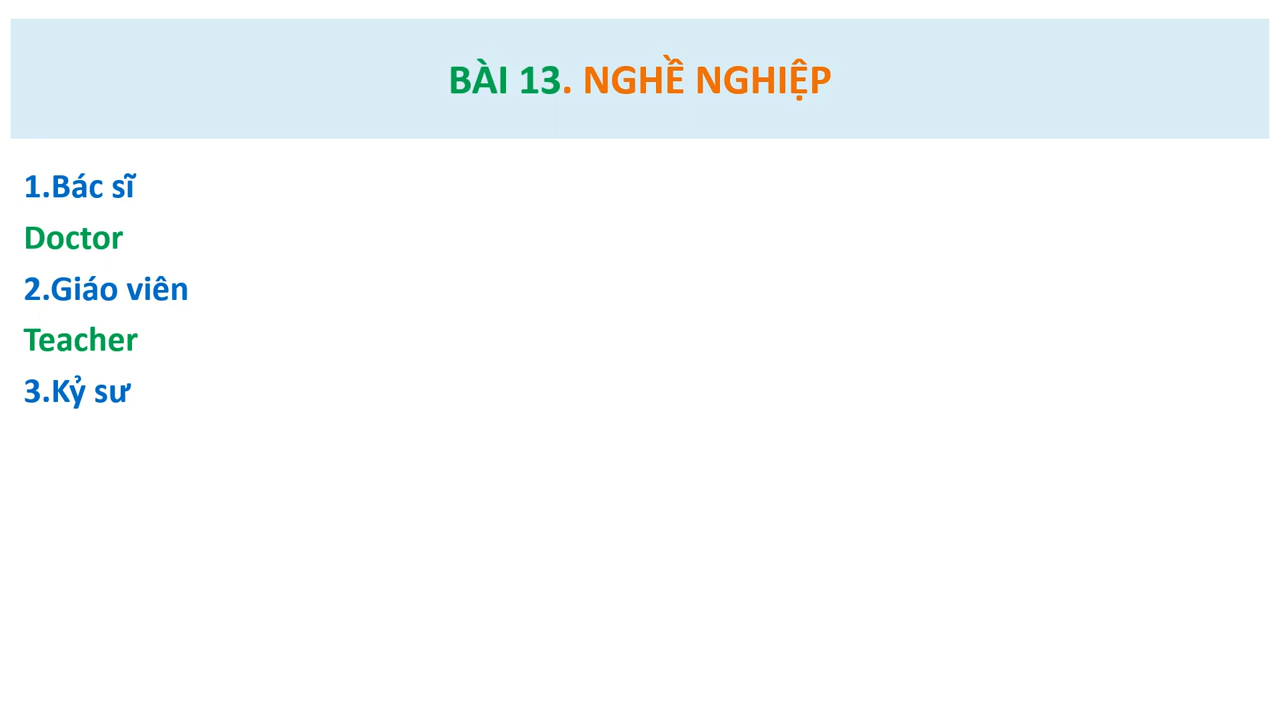 BÀI 13. NGHỀ NGHIỆP
1.Bác sĩ
Doctor
2.Giáo viên
Teacher
3.Kỷ sư